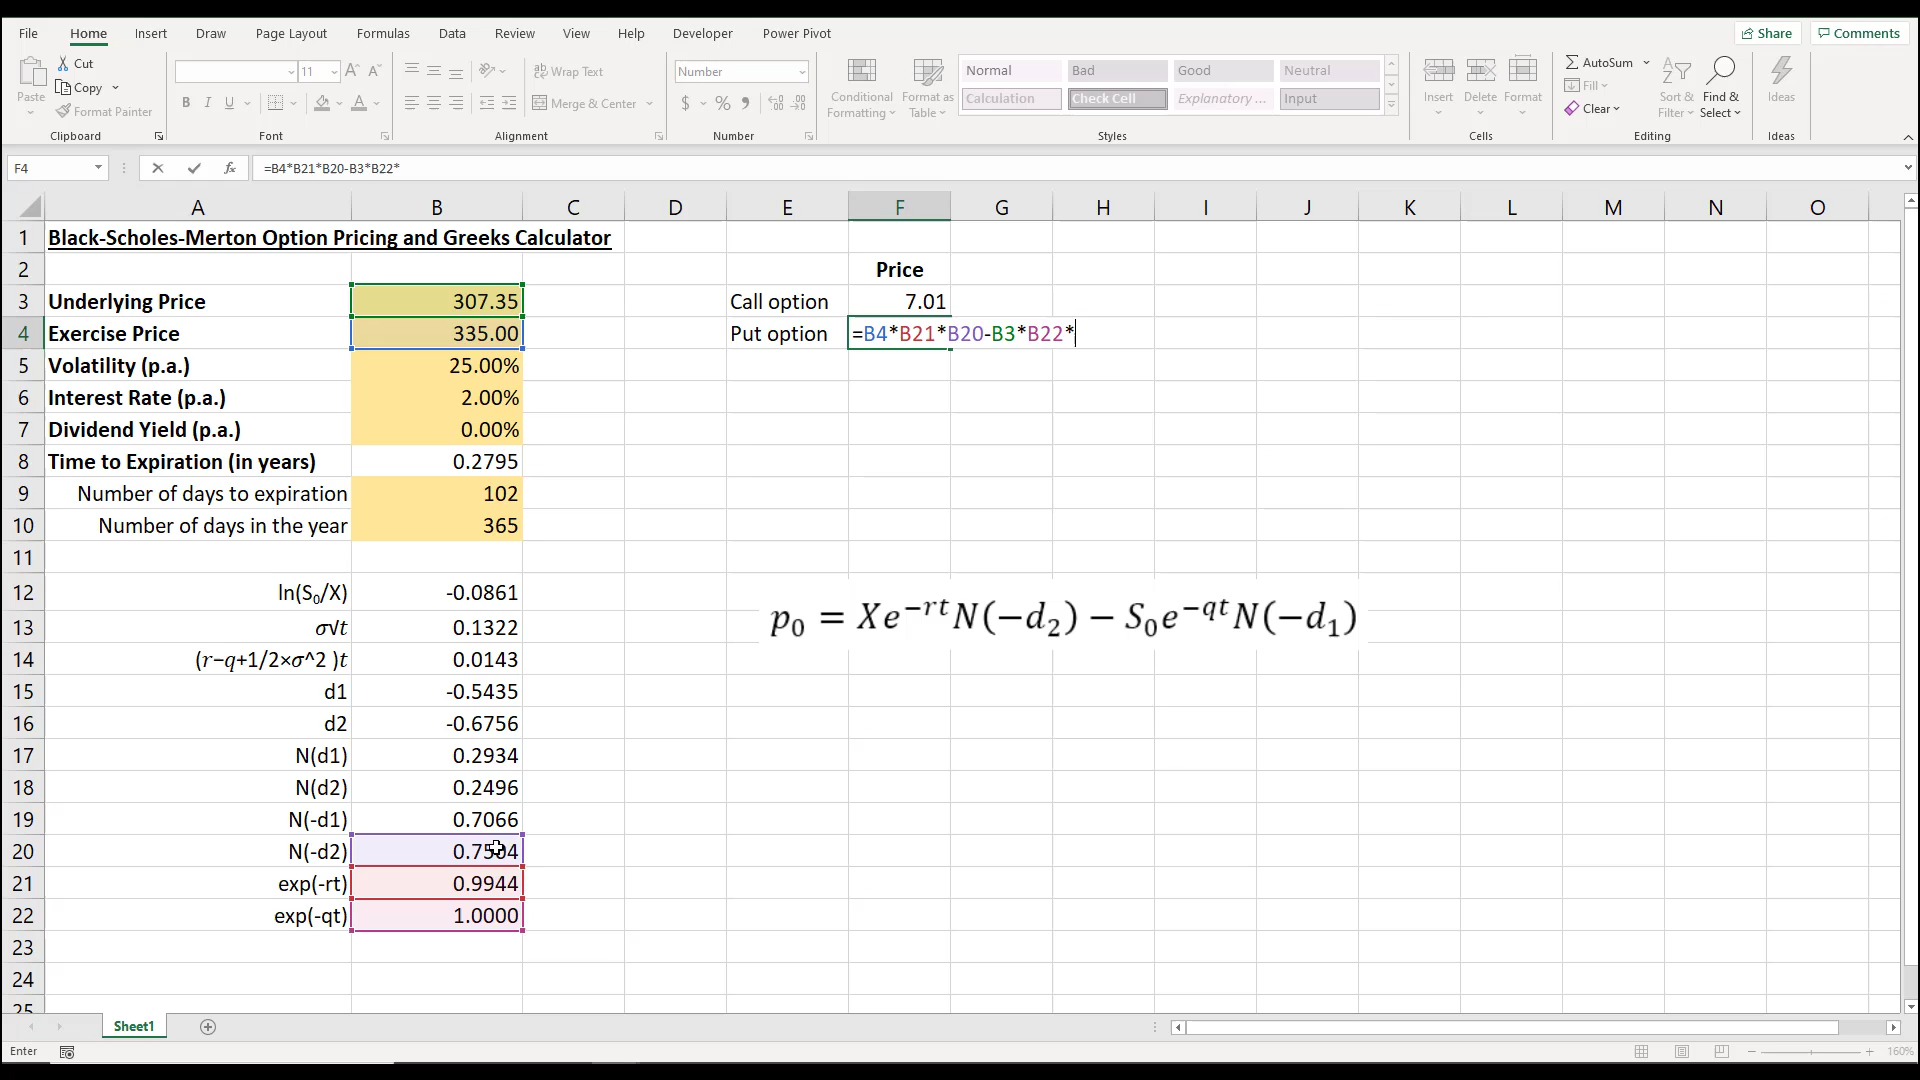 File Home Insert Draw Page Layout Formulas Data Review View Help Developer Power Pivot Share Comments
Paste Cut Copy Format Painter
11
B I U A
Wrap Text
Merge & Center
Number
$ % ,
Conditional Formatting Format as Table
Normal Bad Good Neutral
Calculation Check Cell Explanatory ... Input
Insert Delete Format
AutoSum Fill Clear
Sort & Filter Find & Select Ideas
Clipboard Font Alignment Number Styles Cells Editing Ideas
F4 fx =B4*B21*B20-B3*B22*
A B C D E F G H I J K L M N O
1 Black-Scholes-Merton Option Pricing and Greeks Calculator
2 Price
3 Underlying Price 307.35 Call option 7.01
4 Exercise Price 335.00 Put option =B4*B21*B20-B3*B22*
5 Volatility (p.a.) 25.00%
6 Interest Rate (p.a.) 2.00%
7 Dividend Yield (p.a.) 0.00%
8 Time to Expiration (in years) 0.2795
9 Number of days to expiration 102
10 Number of days in the year 365
11
12 ln(S₀/X) -0.0861
p₀ = Xe^{-rt}N(−d₂) − S₀e^{-qt}N(−d₁)
13 σ√t 0.1322
14 (r−q+1/2×σ^2 )t 0.0143
15 d1 -0.5435
16 d2 -0.6756
17 N(d1) 0.2934
18 N(d2) 0.2496
19 N(-d1) 0.7066
20 N(-d2) 0.7504
21 exp(-rt) 0.9944
22 exp(-qt) 1.0000
23
24
25
Sheet1
Enter 160%